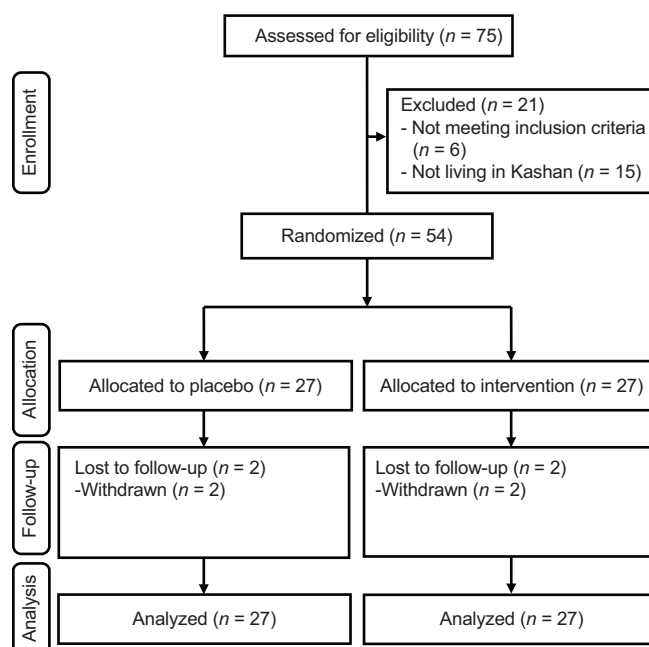 Assessed for eligibility (n = 75)
Enrollment
Excluded (n = 21)
- Not meeting inclusion criteria
(n = 6)
- Not living in Kashan (n = 15)
Randomized (n = 54)
Allocation
Allocated to placebo (n = 27)
Allocated to intervention (n = 27)
Follow-up
Lost to follow-up (n = 2)
-Withdrawn (n = 2)
Lost to follow-up (n = 2)
-Withdrawn (n = 2)
Analysis
Analyzed (n = 27)
Analyzed (n = 27)